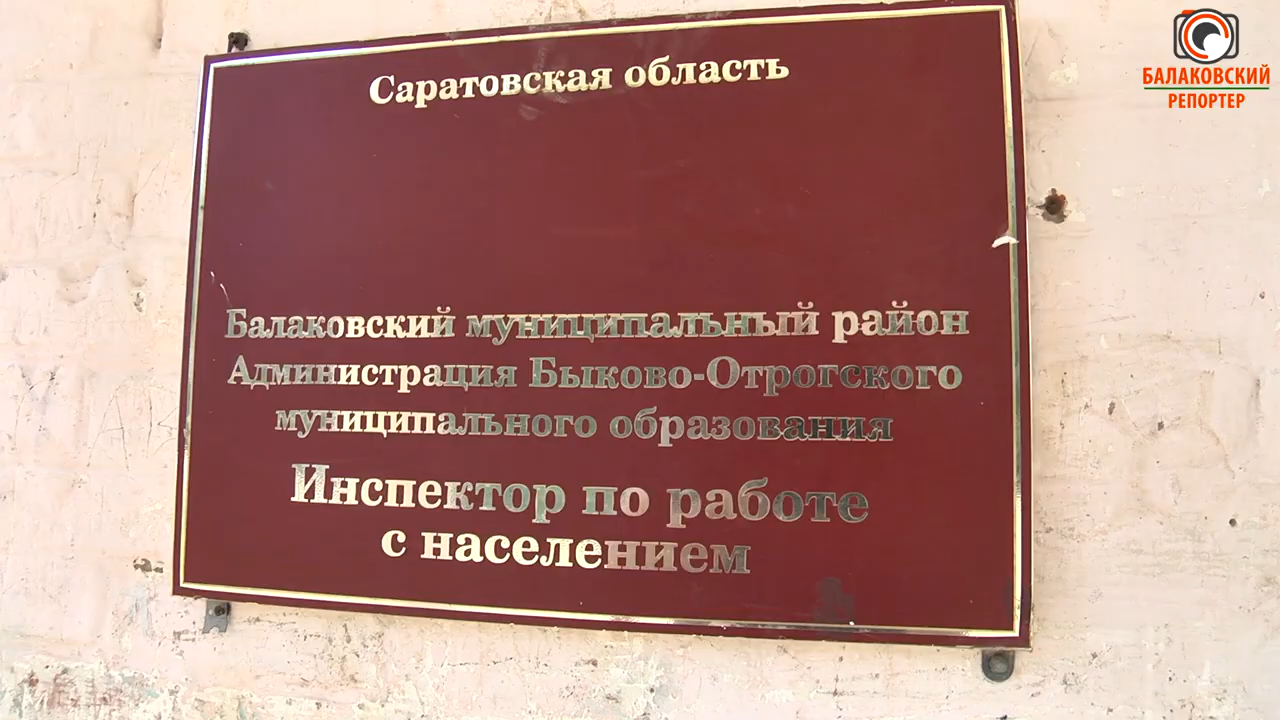 Саратовская область
Балаковский муниципальный район
Администрация Быково-Отрогского
муниципального образования
Инспектор по работе
с населением
БАЛАКОВСКИЙ
РЕПОРТЕР